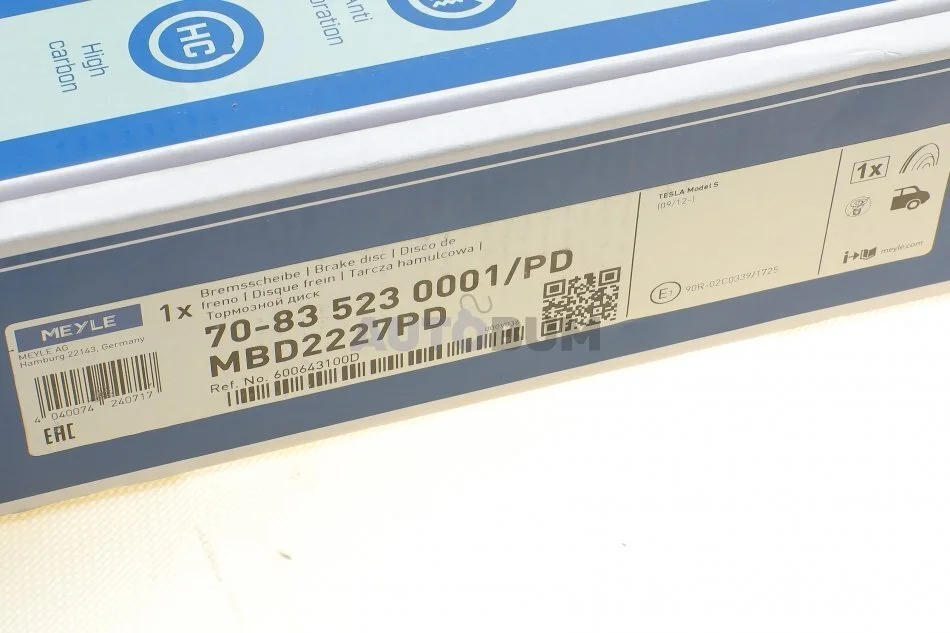 High
carbon
HC
Anti
1x
Bremsscheibe | Brake disc | Disco de
freno | Disque frein | Tarcza hamulcowa |
Тормозной диск
70-83 523 0001/PD
MBD2227PD
Ref. No. 600643100D
MEYLE
MEYLE AG
Hamburg 22143, Germany
4 040074 240717
EAC
TESLA Model S
(09/12-)
E1 90R-02C0339/1725
1x
meyle.com
AUTODUM